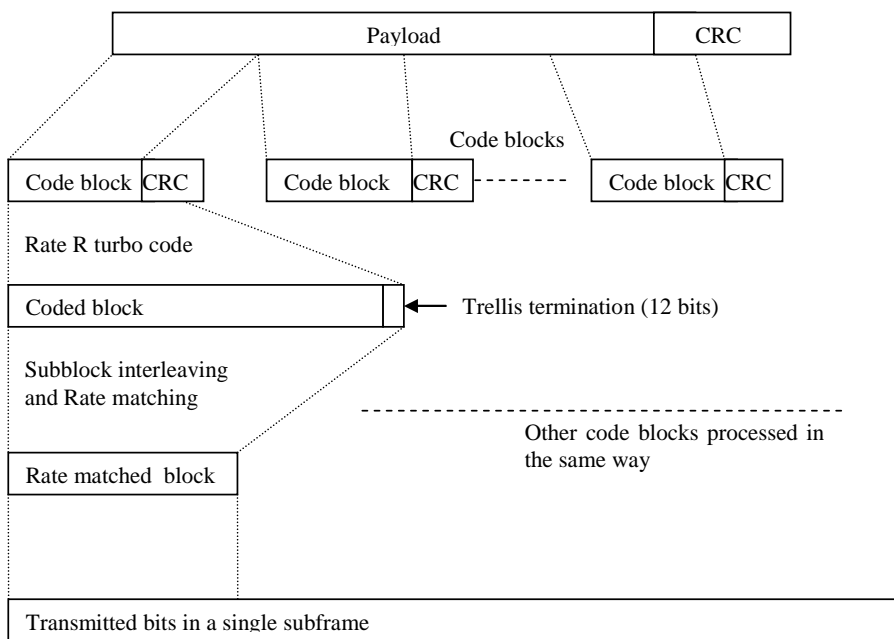 Payload CRC
Code blocks
Code block CRC Code block CRC Code block CRC
Rate R turbo code
Coded block
Trellis termination (12 bits)
Subblock interleaving
and Rate matching
Other code blocks processed in
the same way
Rate matched block
Transmitted bits in a single subframe